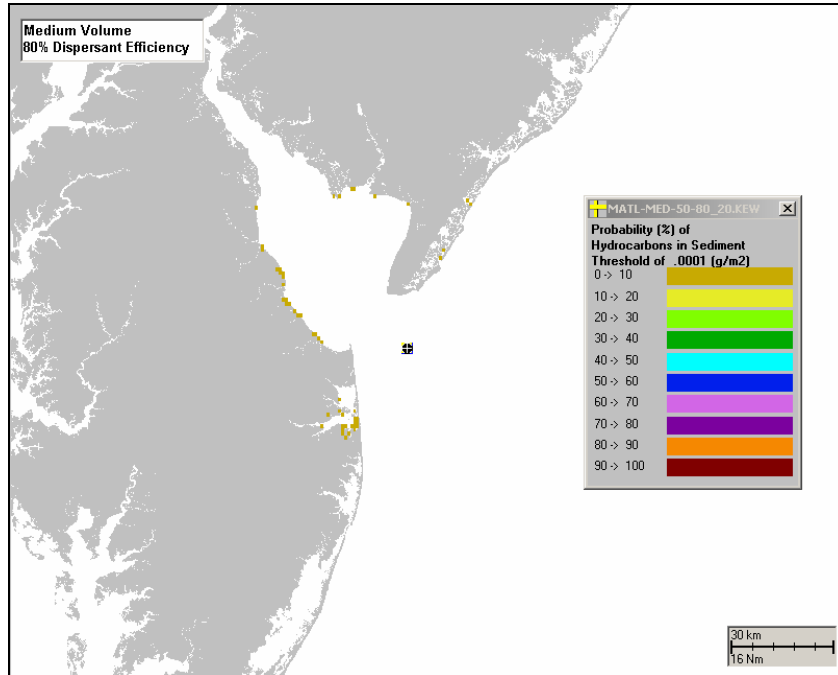 Medium Volume
80% Dispersant Efficiency
MATL-MED-50-80_20.KEW
Probability (%) of
Hydrocarbons in Sediment
Threshold of .0001 (g/m2)
0 -> 10
10 -> 20
20 -> 30
30 -> 40
40 -> 50
50 -> 60
60 -> 70
70 -> 80
80 -> 90
90 -> 100
30 km
16 Nm